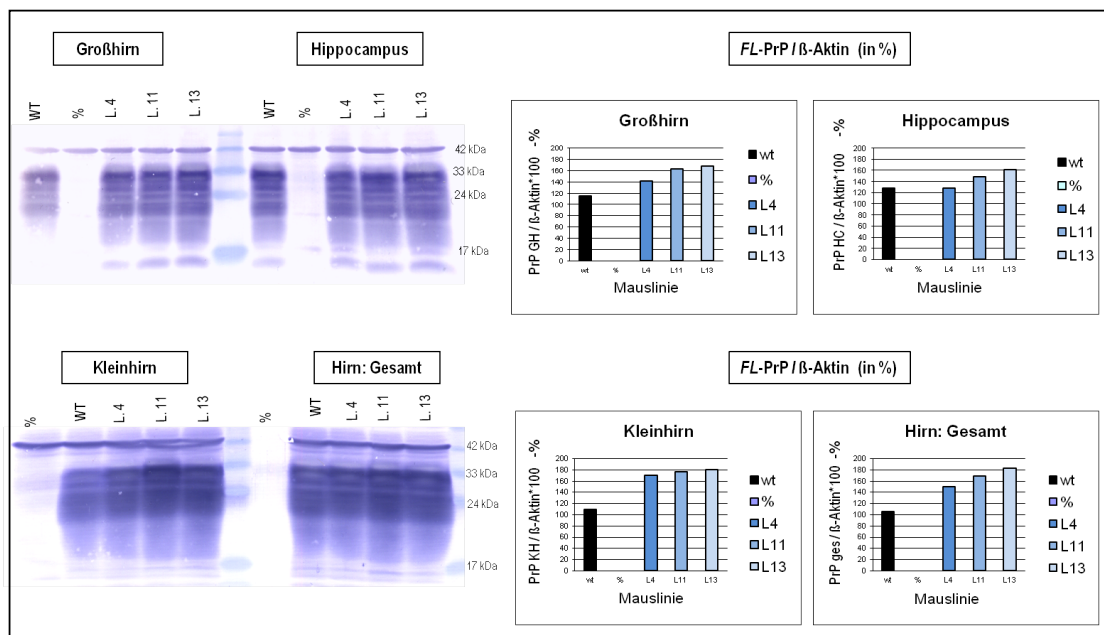 Großhirn
Hippocampus
FL-PrP / ß-Aktin (in %)
WT
%
L. 4
L. 11
L. 13
WT
%
L. 4
L. 11
L. 13
42 kDa
33 kDa
24 kDa
17 kDa
Großhirn
PrP GH / ß-Aktin*100 -%
200
180
160
140
120
100
80
60
40
20
0
wt
%
L4
L11
L13
Mauslinie
wt
%
L4
L11
L13
Hippocampus
PrP HC / ß-Aktin*100 -%
200
180
160
140
120
100
80
60
40
20
0
wt
%
L4
L11
L13
Mauslinie
wt
%
L4
L11
L13
Kleinhirn
Hirn: Gesamt
FL-PrP / ß-Aktin (in %)
%
WT
L. 4
L. 11
L. 13
%
WT
L. 4
L. 11
L. 13
42 kDa
33 kDa
24 kDa
17 kDa
Kleinhirn
PrP KH / ß-Aktin*100 -%
200
180
160
140
120
100
80
60
40
20
0
wt
%
L4
L11
L13
Mauslinie
wt
%
L4
L11
L13
Hirn: Gesamt
PrP ges / ß-Aktin*100 -%
200
180
160
140
120
100
80
60
40
20
0
wt
%
L4
L11
L13
Mauslinie
wt
%
L4
L11
L13